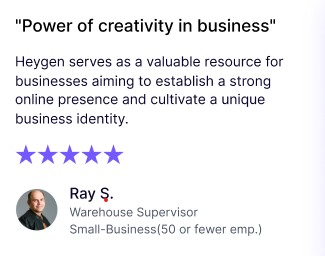 "Power of creativity in business"
Heygen serves as a valuable resource for
businesses aiming to establish a strong
online presence and cultivate a unique
business identity.
Ray S.
Warehouse Supervisor
Small-Business(50 or fewer emp.)